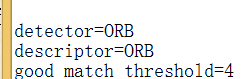 detector=ORB
descriptor=ORB
good match threshold=4